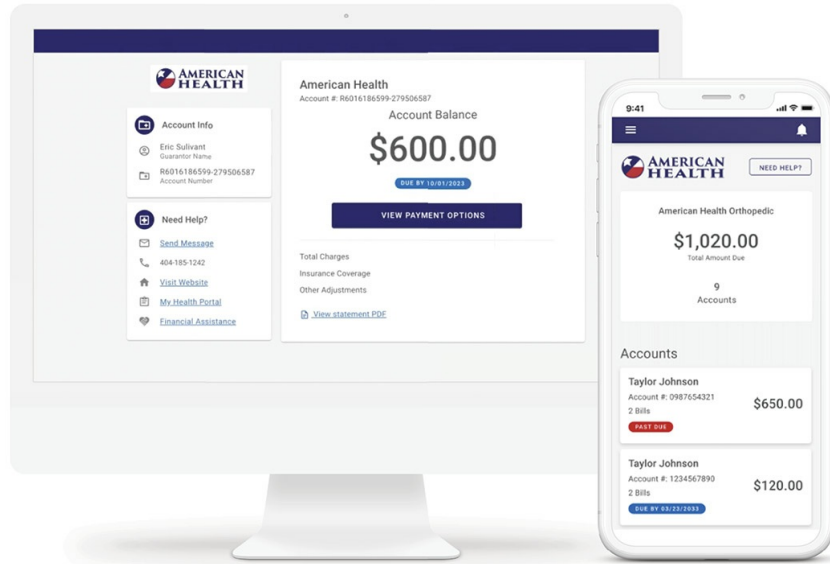 AMERICAN
HEALTH
Account Info
Eric Sulivant
Guarantor Name
R6016186599-279506587
Account Number
Need Help?
Send Message
404-185-1242
Visit Website
My Health Portal
Financial Assistance
American Health
Account #: R6016186599-279506587
Account Balance
$600.00
DUE BY 10/01/2023
VIEW PAYMENT OPTIONS
Total Charges
Insurance Coverage
Other Adjustments
View statement PDF
9:41
AMERICAN
HEALTH
NEED HELP?
American Health Orthopedic
$1,020.00
Total Amount Due
9
Accounts
Accounts
Taylor Johnson
Account #: 0987654321
2 Bills
$650.00
PAST DUE
Taylor Johnson
Account #: 1234567890
2 Bills
$120.00
DUE BY 03/23/2033